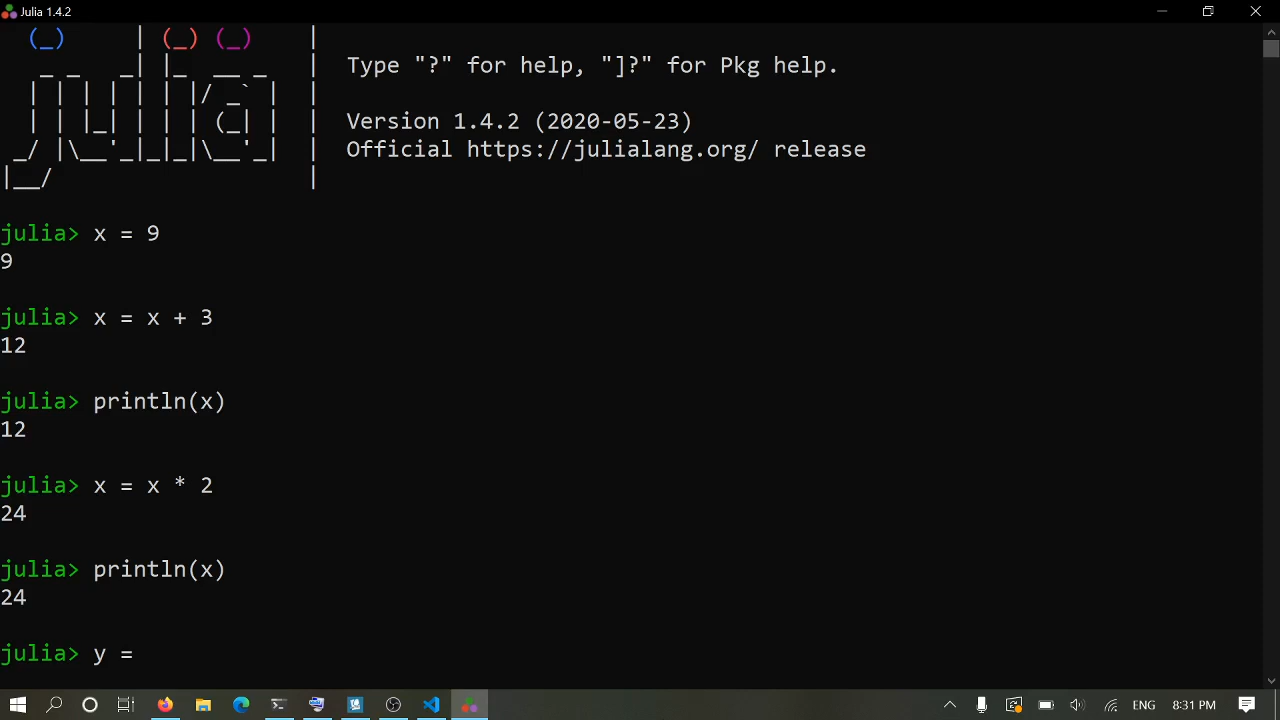 Julia 1.4.2
Type "?" for help, "]?" for Pkg help.
Version 1.4.2 (2020-05-23)
Official https://julialang.org/ release
julia> x = 9
9
julia> x = x + 3
12
julia> println(x)
12
julia> x = x * 2
24
julia> println(x)
24
julia> y =
ENG
8:31 PM